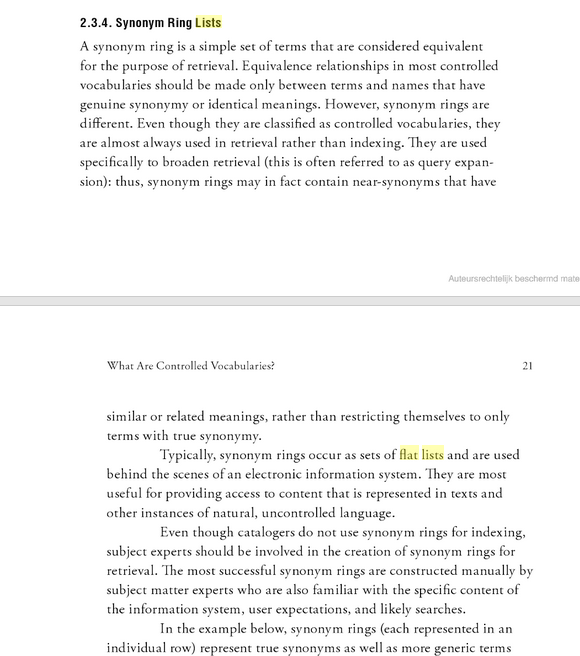 2.3.4. Synonym Ring Lists
A synonym ring is a simple set of terms that are considered equivalent
for the purpose of retrieval. Equivalence relationships in most controlled
vocabularies should be made only between terms and names that have
genuine synonymy or identical meanings. However, synonym rings are
different. Even though they are classified as controlled vocabularies, they
are almost always used in retrieval rather than indexing. They are used
specifically to broaden retrieval (this is often referred to as query expan-
sion): thus, synonym rings may in fact contain near-synonyms that have
Auteursrechtelijk beschermd mate
What Are Controlled Vocabularies? 21
similar or related meanings, rather than restricting themselves to only
terms with true synonymy.
Typically, synonym rings occur as sets of flat lists and are used
behind the scenes of an electronic information system. They are most
useful for providing access to content that is represented in texts and
other instances of natural, uncontrolled language.
Even though catalogers do not use synonym rings for indexing,
subject experts should be involved in the creation of synonym rings for
retrieval. The most successful synonym rings are constructed manually by
subject matter experts who are also familiar with the specific content of
the information system, user expectations, and likely searches.
In the example below, synonym rings (each represented in an
individual row) represent true synonyms as well as more generic terms